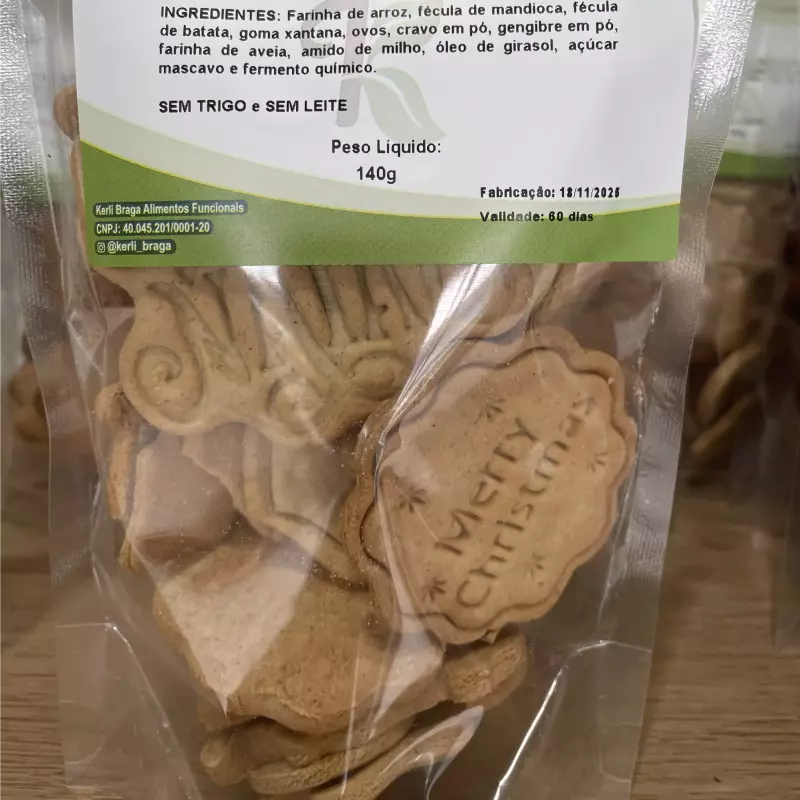 INGREDIENTES: Farinha de arroz, fécula de mandioca, fécula
de batata, goma xantana, ovos, cravo em pó, gengibre em pó,
farinha de aveia, amido de milho, óleo de girasol, açúcar
mascavo e fermento químico.
SEM TRIGO e SEM LEITE
Peso Líquido:
140g
Fabricação: 18/11/2025
Validade: 60 dias
Kerli Braga Alimentos Funcionais
CNPJ: 40.045.201/0001-20
@kerli_braga
Merry
Christmas